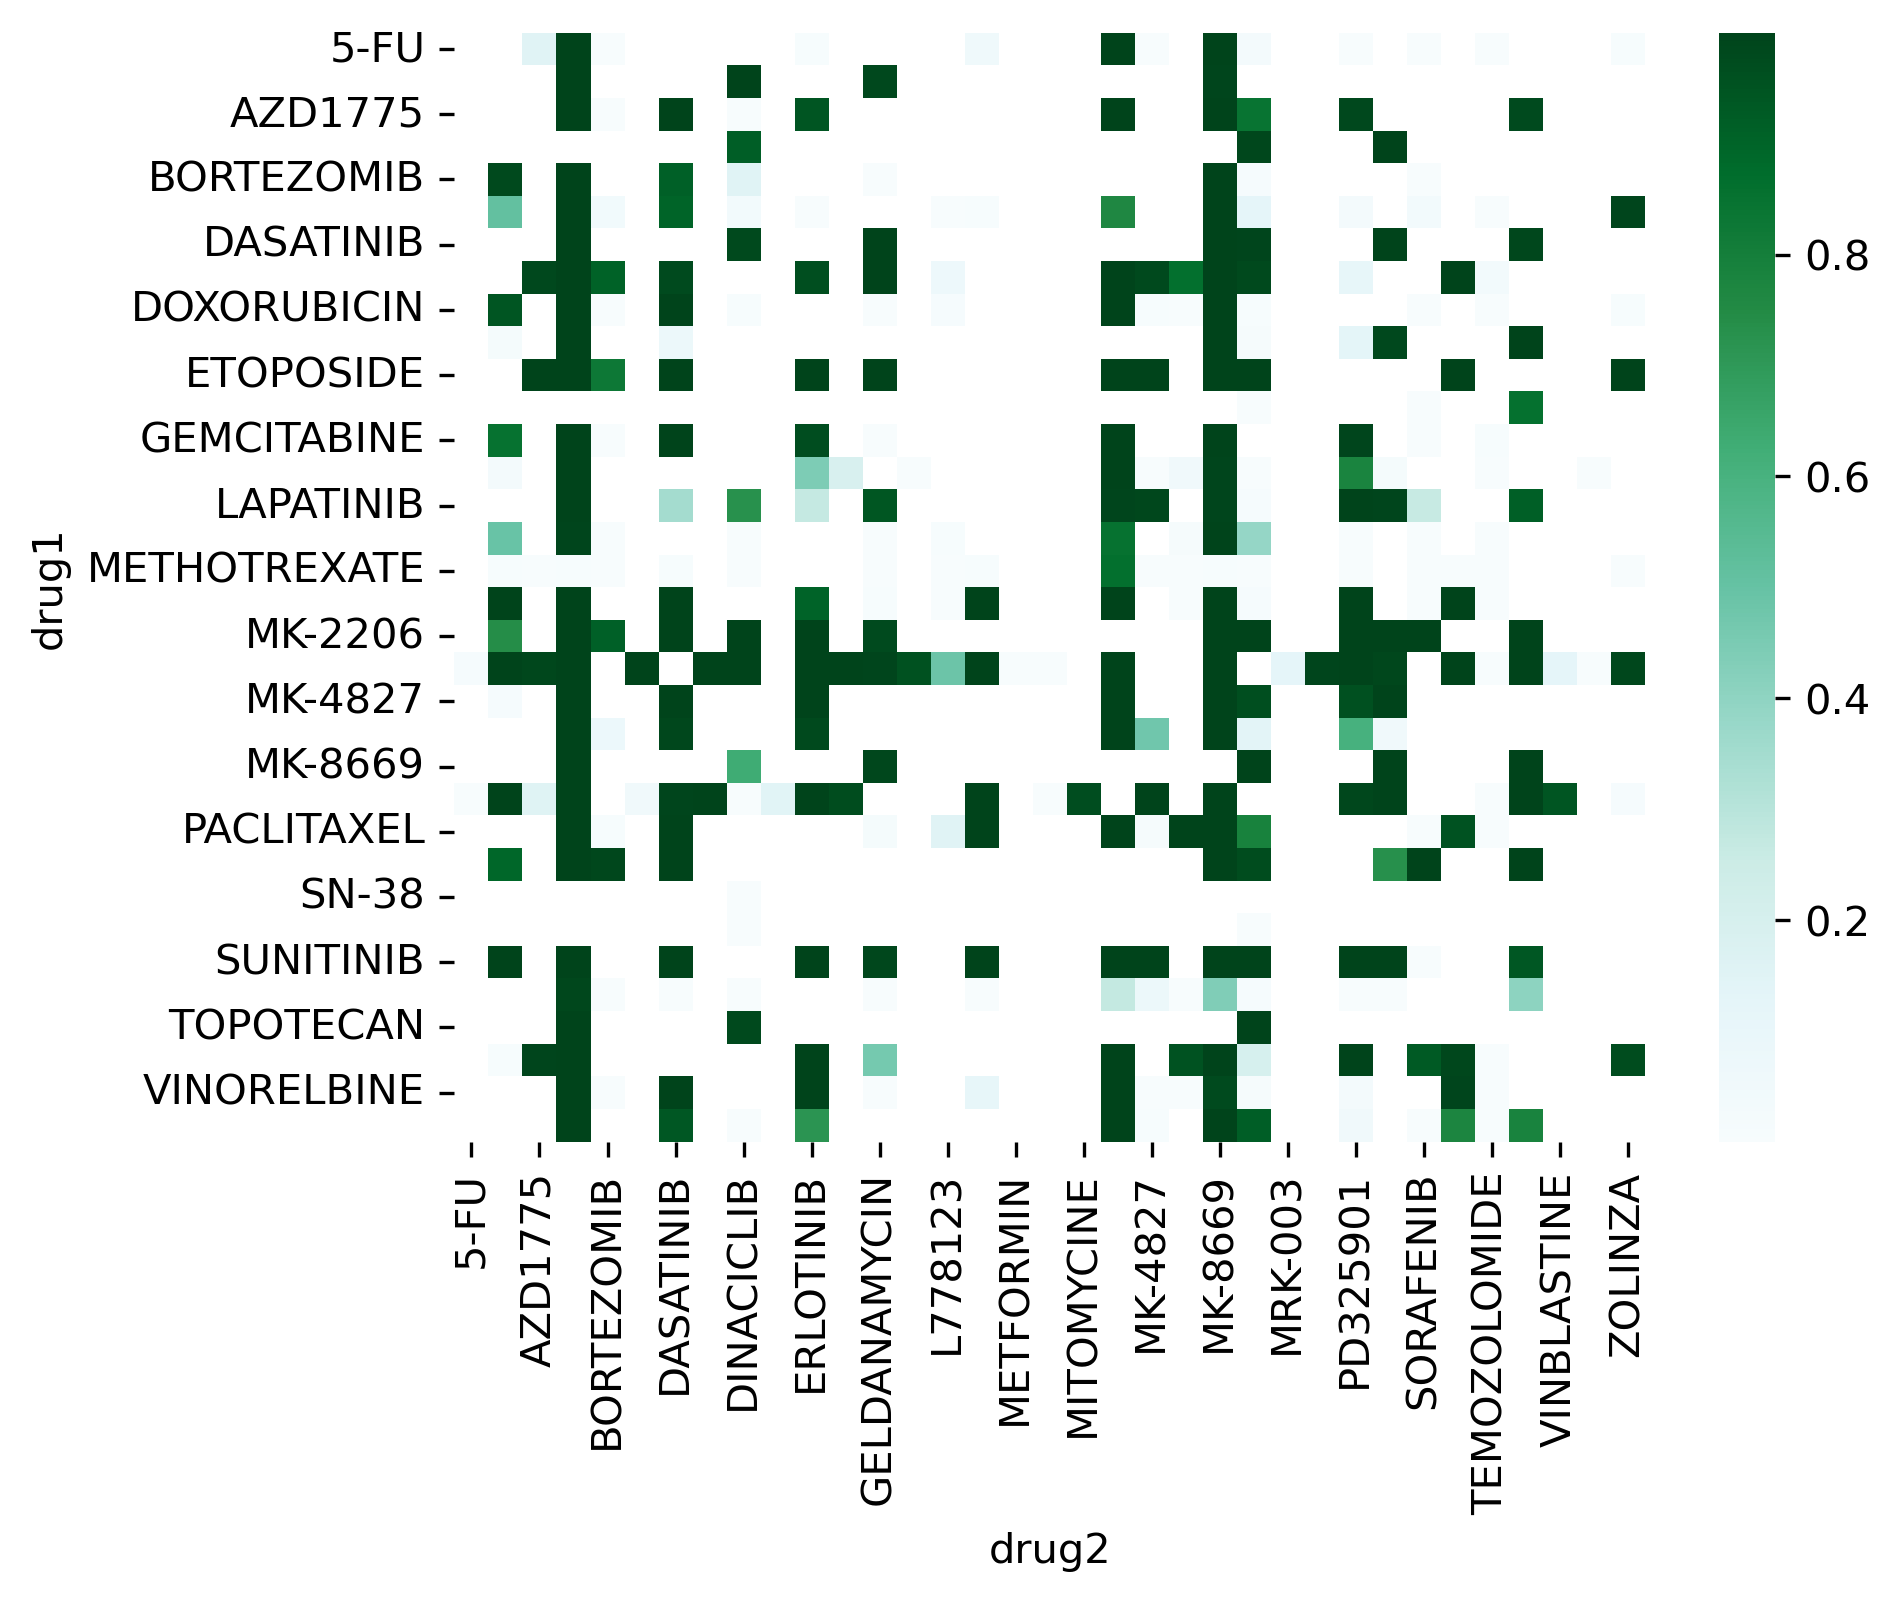 5-FU
AZD1775
BORTEZOMIB
DASATINIB
DOXORUBICIN
ETOPOSIDE
GEMCITABINE
LAPATINIB
METHOTREXATE
MK-2206
MK-4827
MK-8669
PACLITAXEL
SN-38
SUNITINIB
TOPOTECAN
VINORELBINE
drug1
0.8
0.6
0.4
0.2
5-FU
AZD1775
BORTEZOMIB
DASATINIB
DINACICLIB
ERLOTINIB
GELDANAMYCIN
L778123
METFORMIN
MITOMYCINE
MK-4827
MK-8669
MRK-003
PD325901
SORAFENIB
TEMOZOLOMIDE
VINBLASTINE
ZOLINZA
drug2